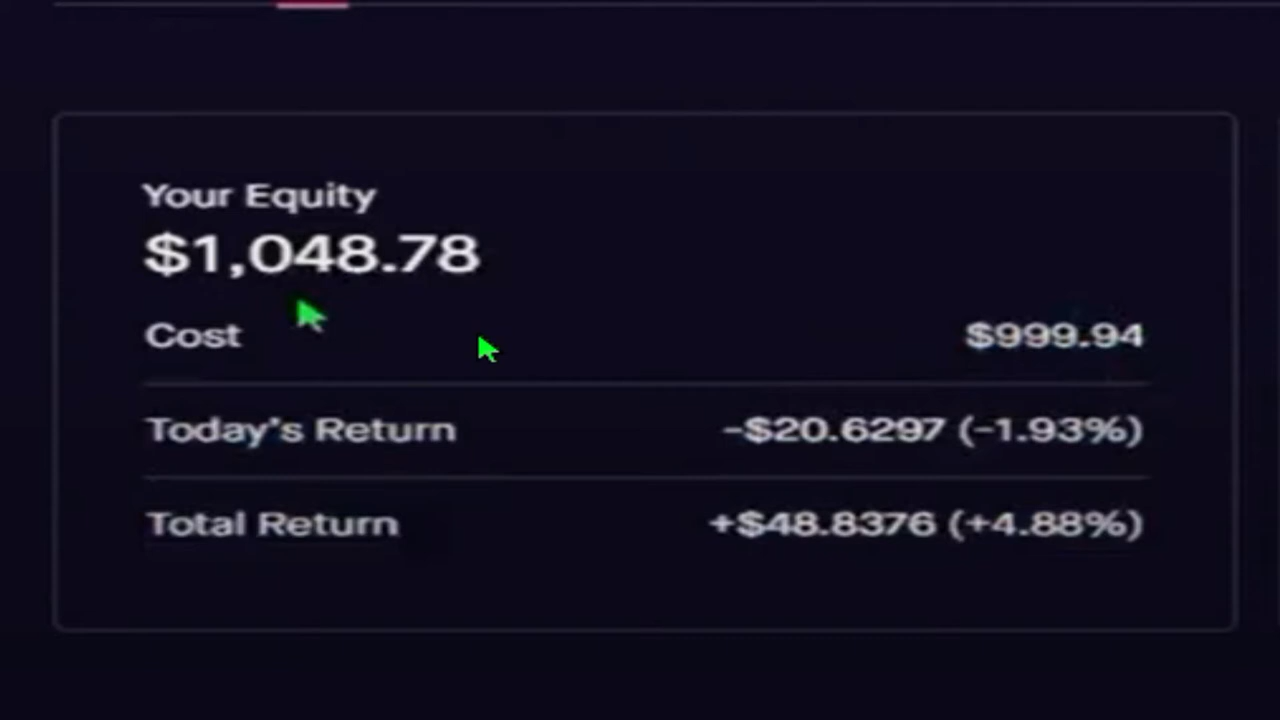 Your Equity
$1,048.78
Cost $999.94
Today's Return -$20.6297 (-1.93%)
Total Return +$48.8376 (+4.88%)